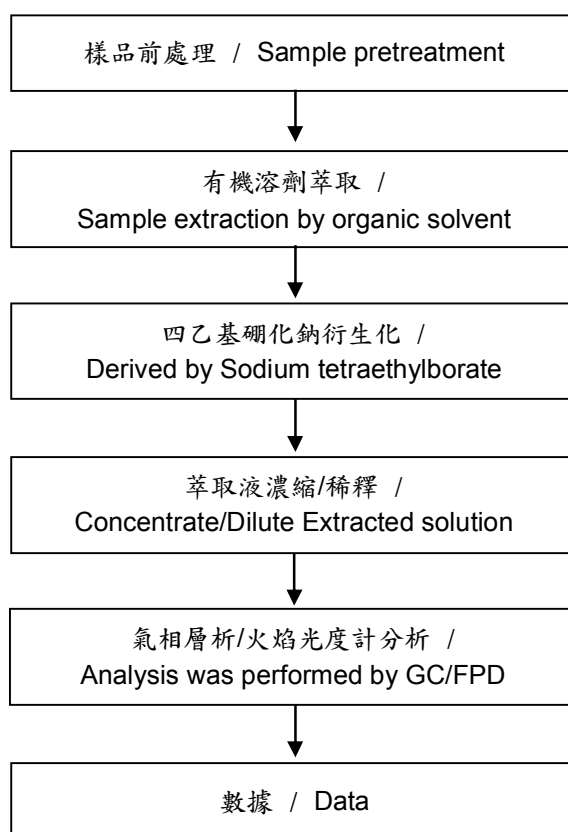 樣品前處理 / Sample pretreatment
有機溶劑萃取 /
Sample extraction by organic solvent
四乙基硼化鈉衍生化 /
Derived by Sodium tetraethylborate
萃取液濃縮/稀釋 /
Concentrate/Dilute Extracted solution
氣相層析/火焰光度計分析 /
Analysis was performed by GC/FPD
數據 / Data